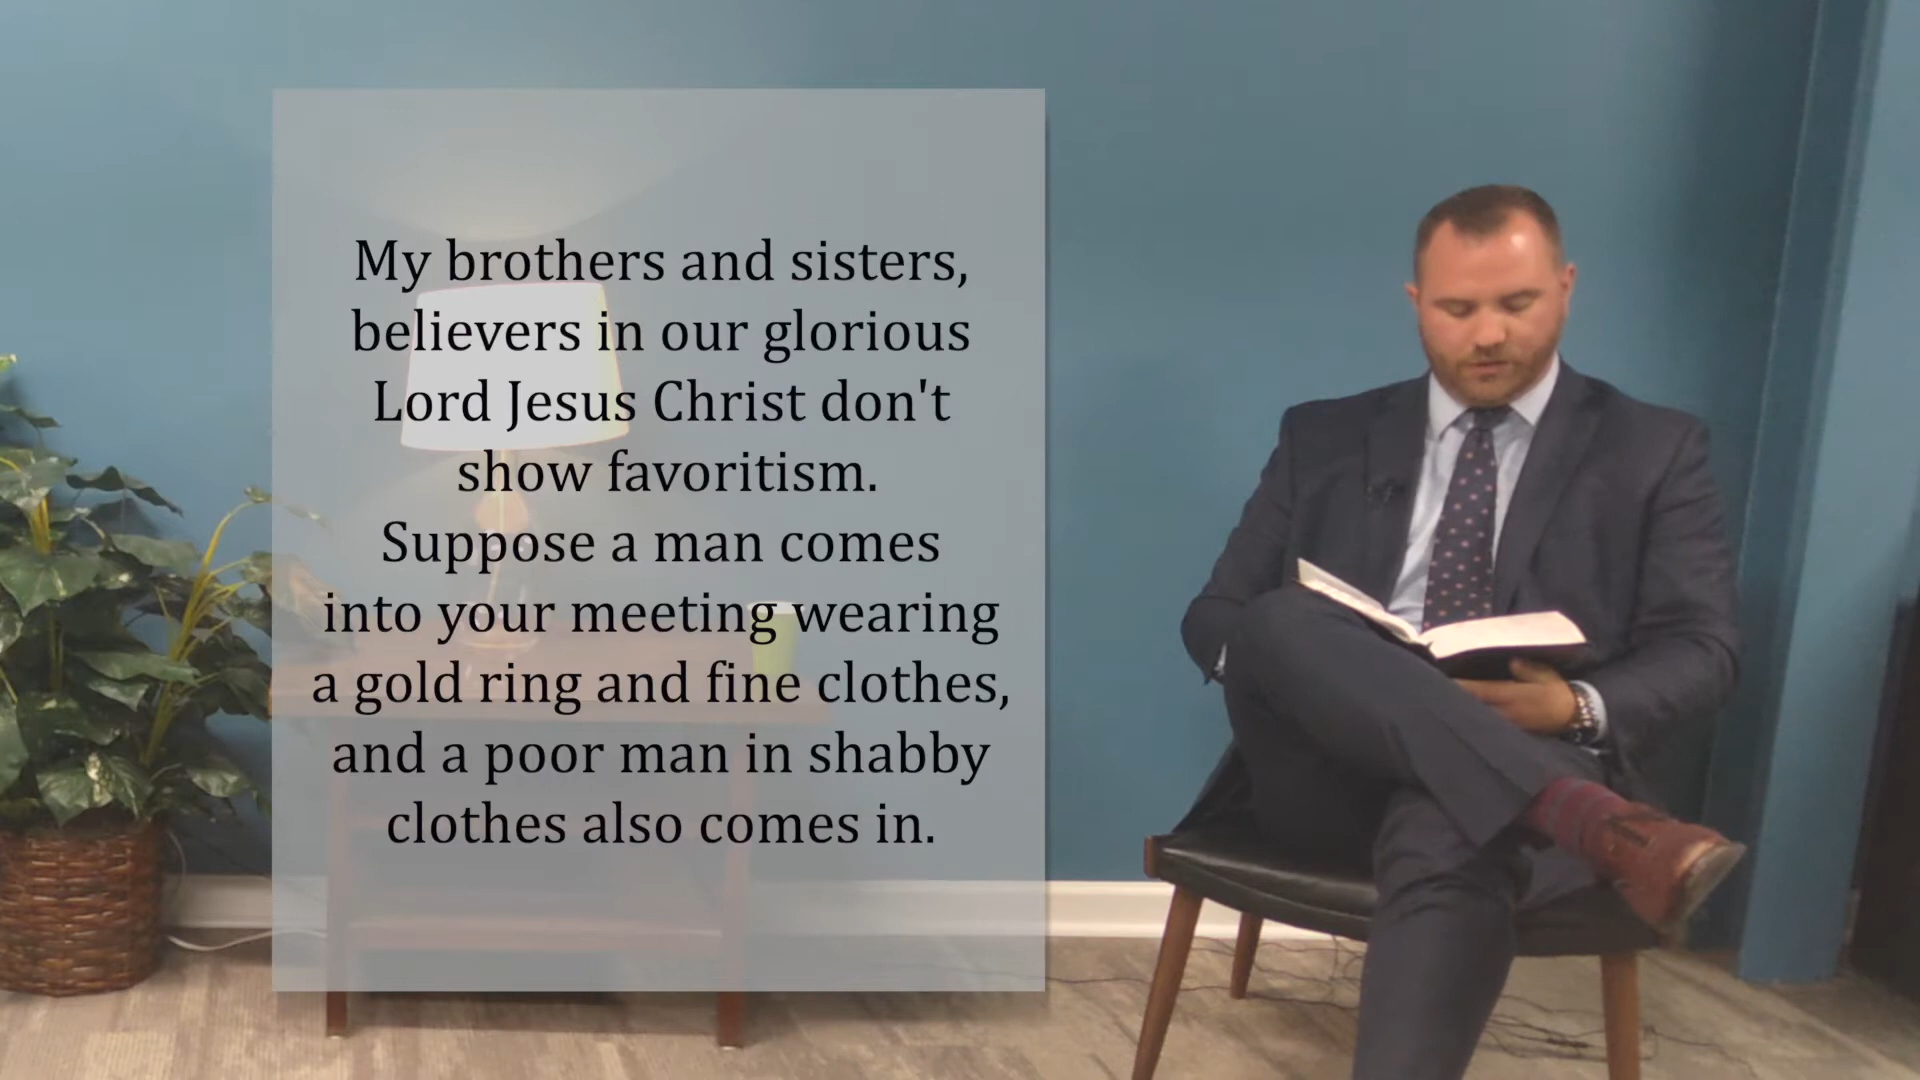 My brothers and sisters,
believers in our glorious
Lord Jesus Christ don't
show favoritism.
Suppose a man comes
into your meeting wearing
a gold ring and fine clothes,
and a poor man in shabby
clothes also comes in.